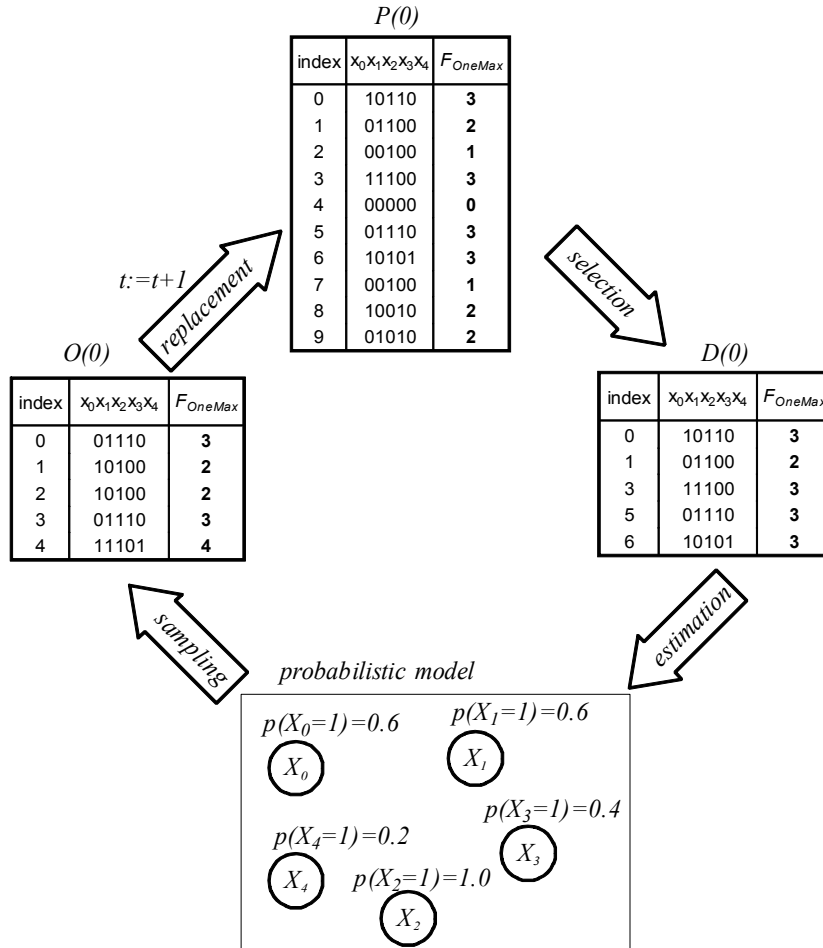 P(0)
index x₀x₁x₂x₃x₄ F_OneMax
0 10110 3
1 01100 2
2 00100 1
3 11100 3
4 00000 0
5 01110 3
6 10101 3
7 00100 1
8 10010 2
9 01010 2
t:=t+1
replacement
selection
O(0)
index x₀x₁x₂x₃x₄ F_OneMax
0 01110 3
1 10100 2
2 10100 2
3 01110 3
4 11101 4
D(0)
index x₀x₁x₂x₃x₄ F_OneMax
0 10110 3
1 01100 2
3 11100 3
5 01110 3
6 10101 3
sampling
estimation
probabilistic model
p(X₀=1)=0.6
X₀
p(X₁=1)=0.6
X₁
p(X₃=1)=0.4
X₃
p(X₄=1)=0.2
X₄
p(X₂=1)=1.0
X₂